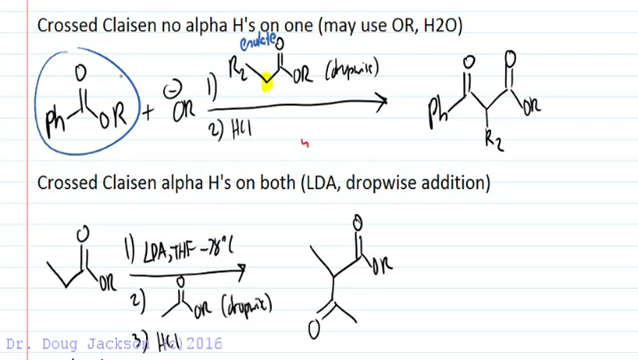 Crossed Claisen no alpha H's on one (may use OR, H2O)
enolate
O O R₂ OR (dropwise) O O
Ph OR + ⊖OR 1) Ph OR
2) HCl R₂
Crossed Claisen alpha H's on both (LDA, dropwise addition)
O 1) LDA, THF -78°C O
OR O OR
2) OR (dropwise)
3) HCl O
Dr. Doug Jackson ©2016